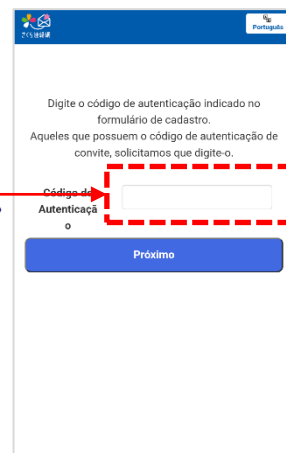 さくら連絡網
Português
Digite o código de autenticação indicado no
formulário de cadastro.
Aqueles que possuem o código de autenticação de
convite, solicitamos que digite-o.
Código de
Autenticaçã
o
Próximo